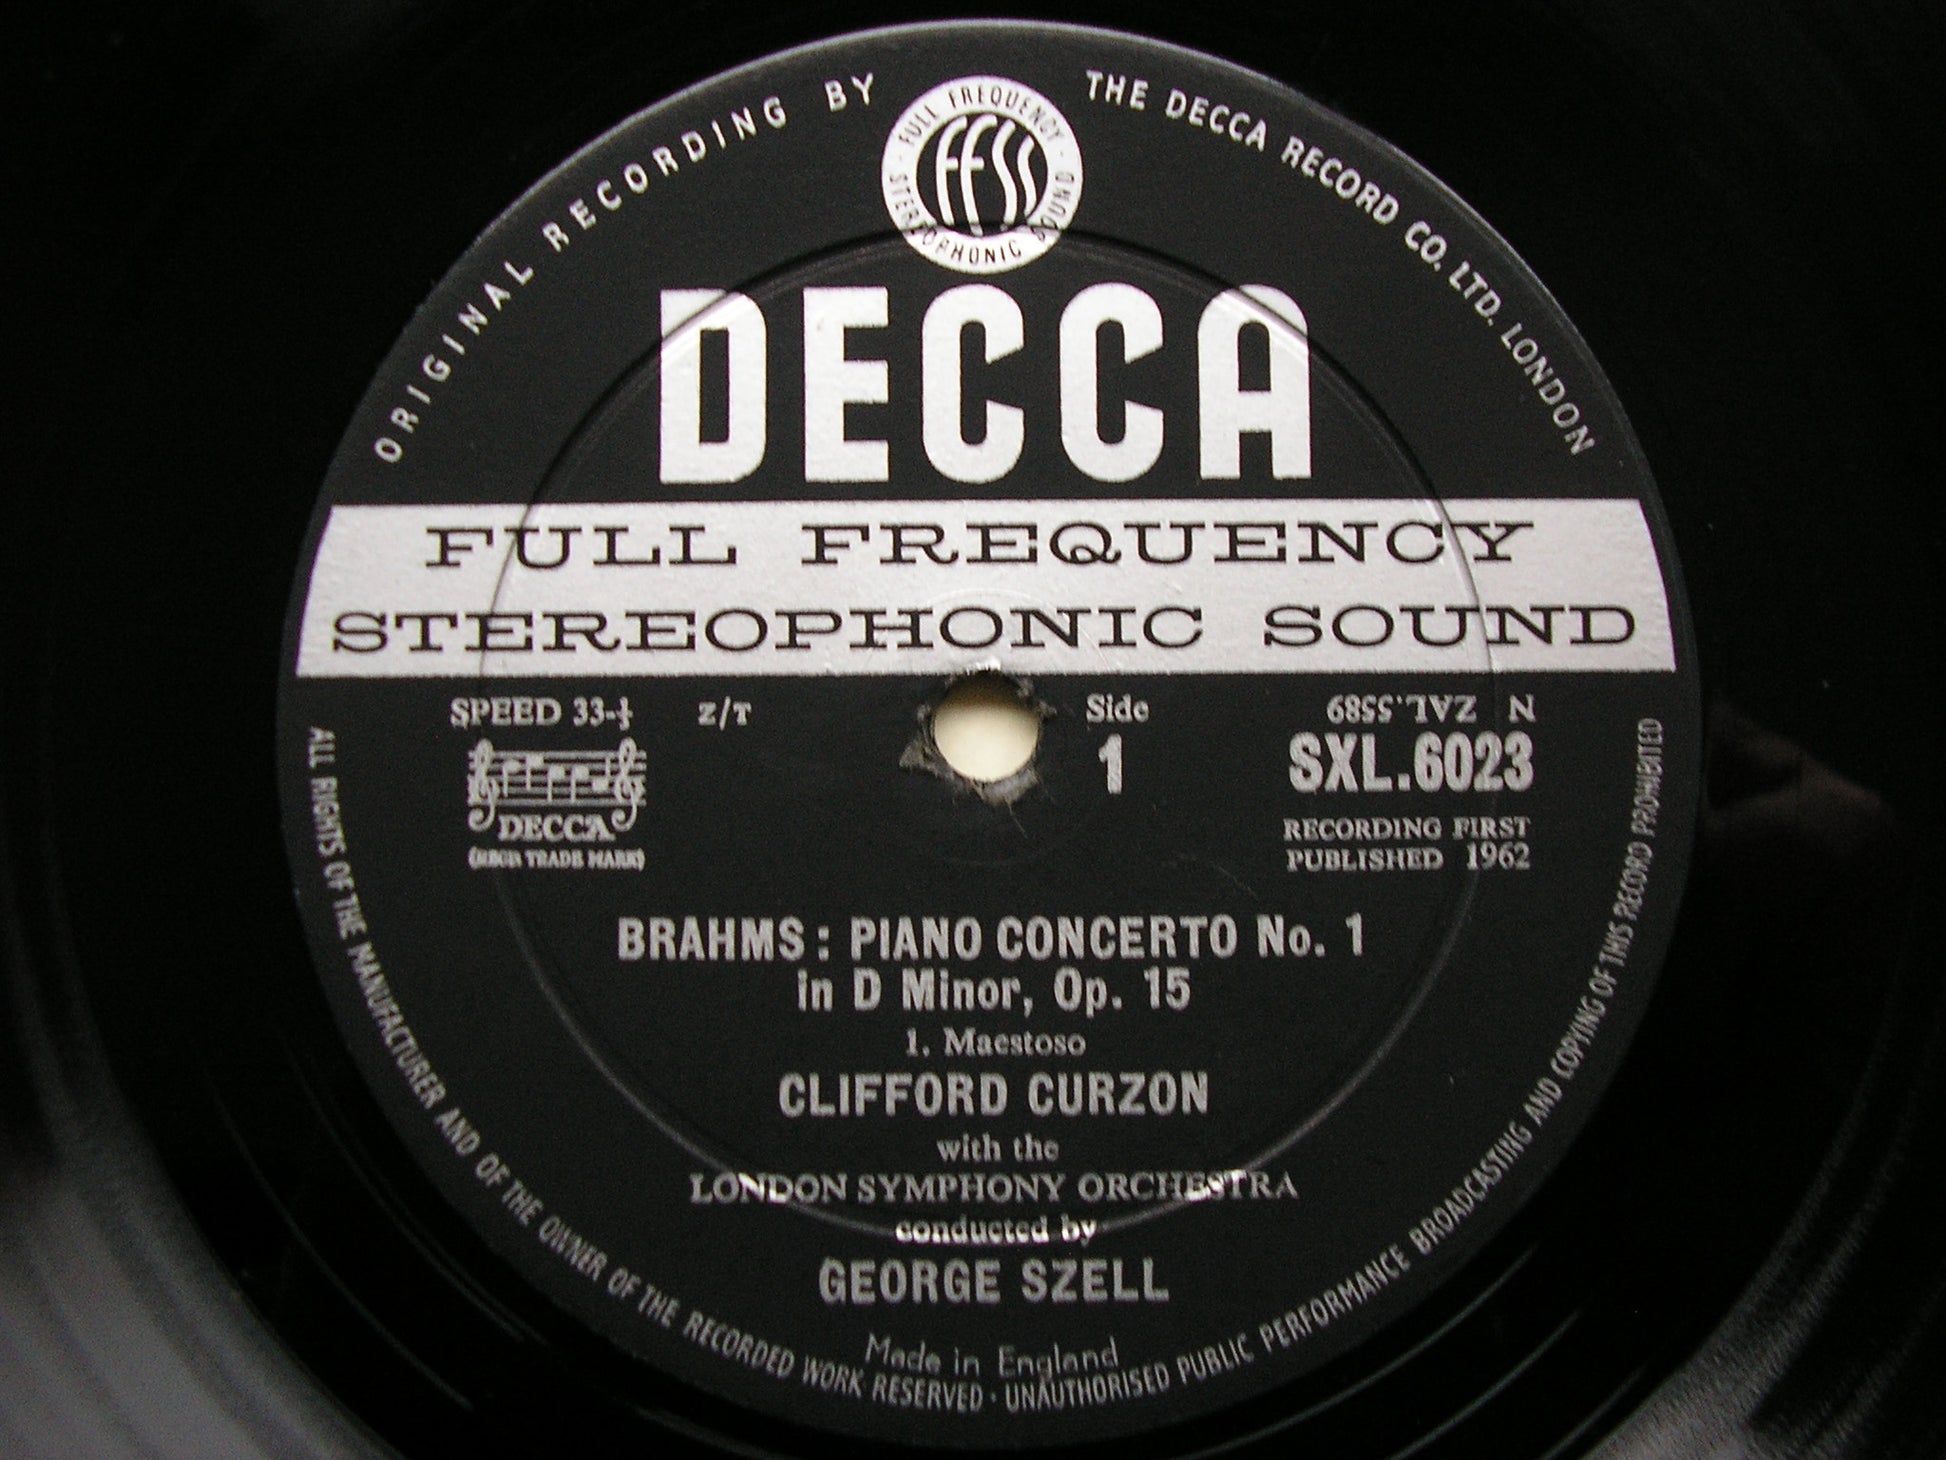 ORIGINAL RECORDING BY THE DECCA RECORD CO. LTD. LONDON
FULL FREQUENCY · STEREOPHONIC SOUND ·
FFSS
DECCA
FULL FREQUENCY
STEREOPHONIC SOUND
SPEED 33-⅓ Z/T
Side
1
N ZAL.5589
SXL.6023
DECCA
(REGD TRADE MARK)
RECORDING FIRST
PUBLISHED 1962
BRAHMS: PIANO CONCERTO No. 1
in D Minor, Op. 15
1. Maestoso
CLIFFORD CURZON
with the
LONDON SYMPHONY ORCHESTRA
conducted by
GEORGE SZELL
Made in England
ALL RIGHTS OF THE MANUFACTURER AND OF THE OWNER OF THE RECORDED WORK RESERVED · UNAUTHORISED PUBLIC PERFORMANCE BROADCASTING AND COPYING OF THIS RECORD PROHIBITED